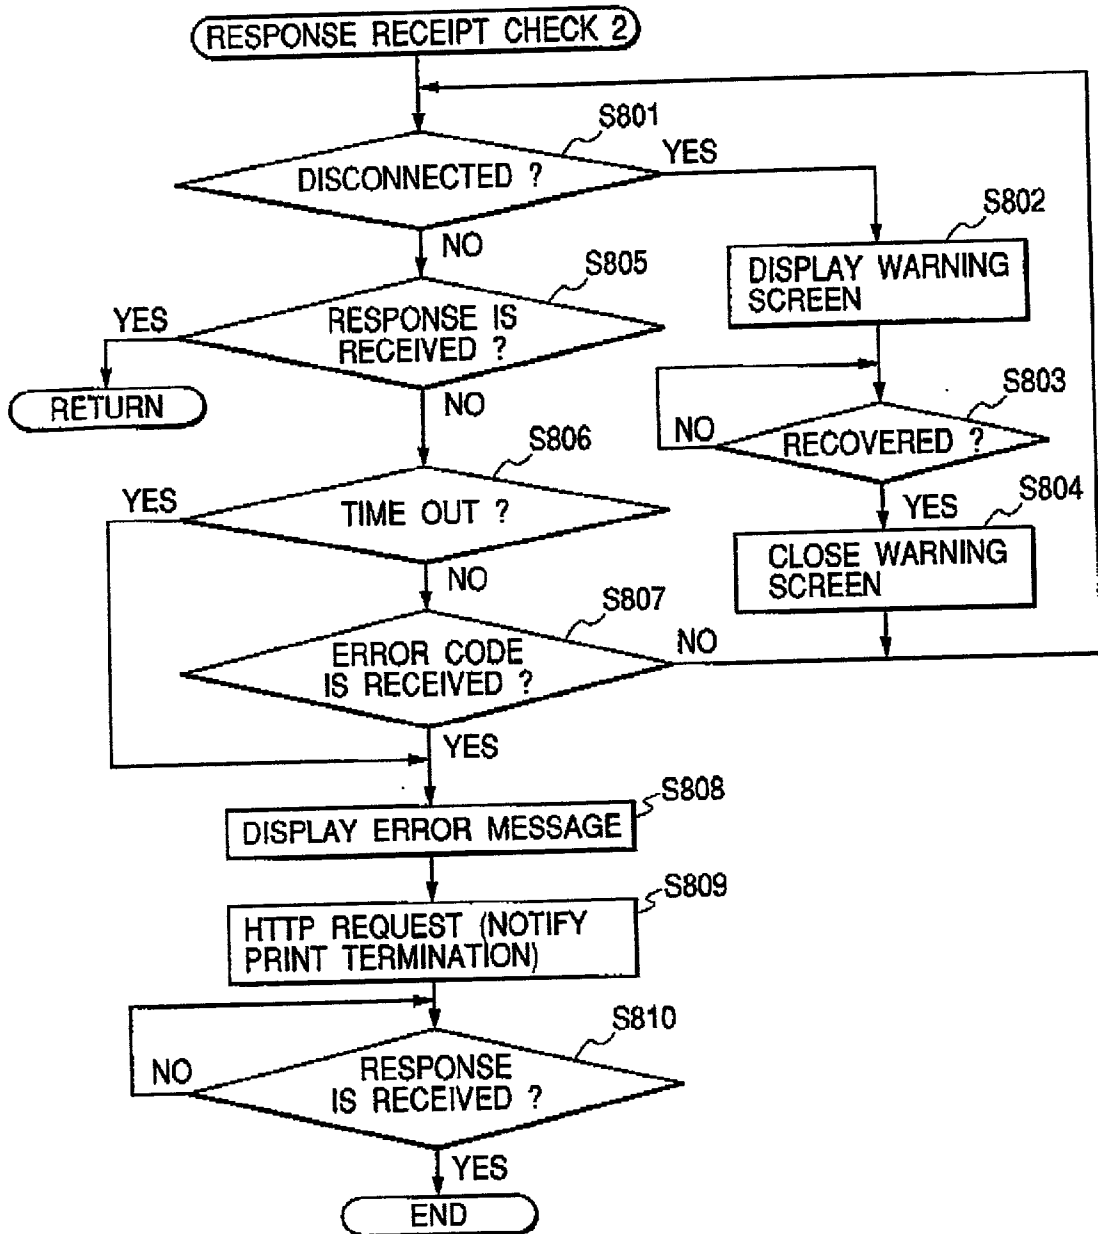 RESPONSE RECEIPT CHECK 2
S801
DISCONNECTED ?
YES
NO
S802
DISPLAY WARNING
SCREEN
S805
RESPONSE IS
RECEIVED ?
YES
RETURN
NO
S803
RECOVERED ?
NO
YES
S806
TIME OUT ?
YES
NO
S804
CLOSE WARNING
SCREEN
S807
ERROR CODE
IS RECEIVED ?
NO
YES
S808
DISPLAY ERROR MESSAGE
S809
HTTP REQUEST (NOTIFY
PRINT TERMINATION)
S810
RESPONSE
IS RECEIVED ?
NO
YES
END